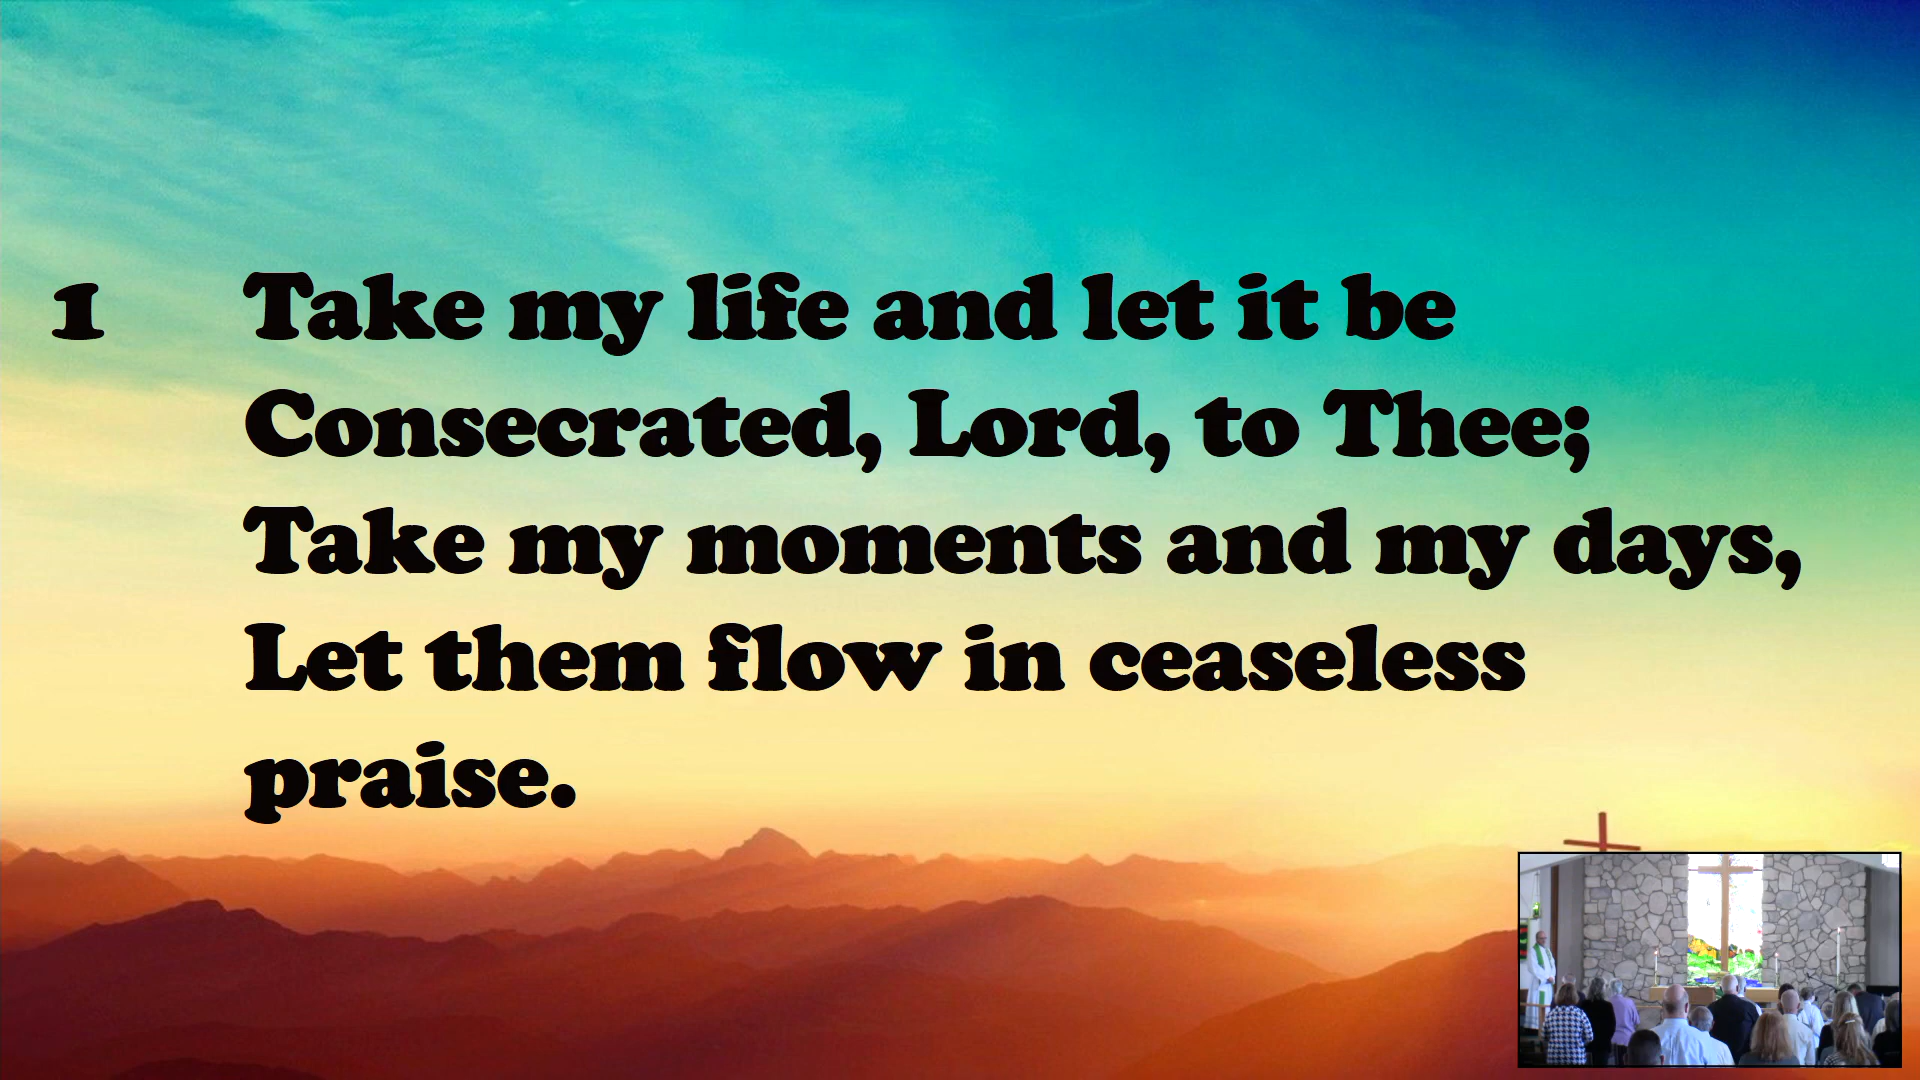 1 Take my life and let it be
Consecrated, Lord, to Thee;
Take my moments and my days,
Let them flow in ceaseless
praise.